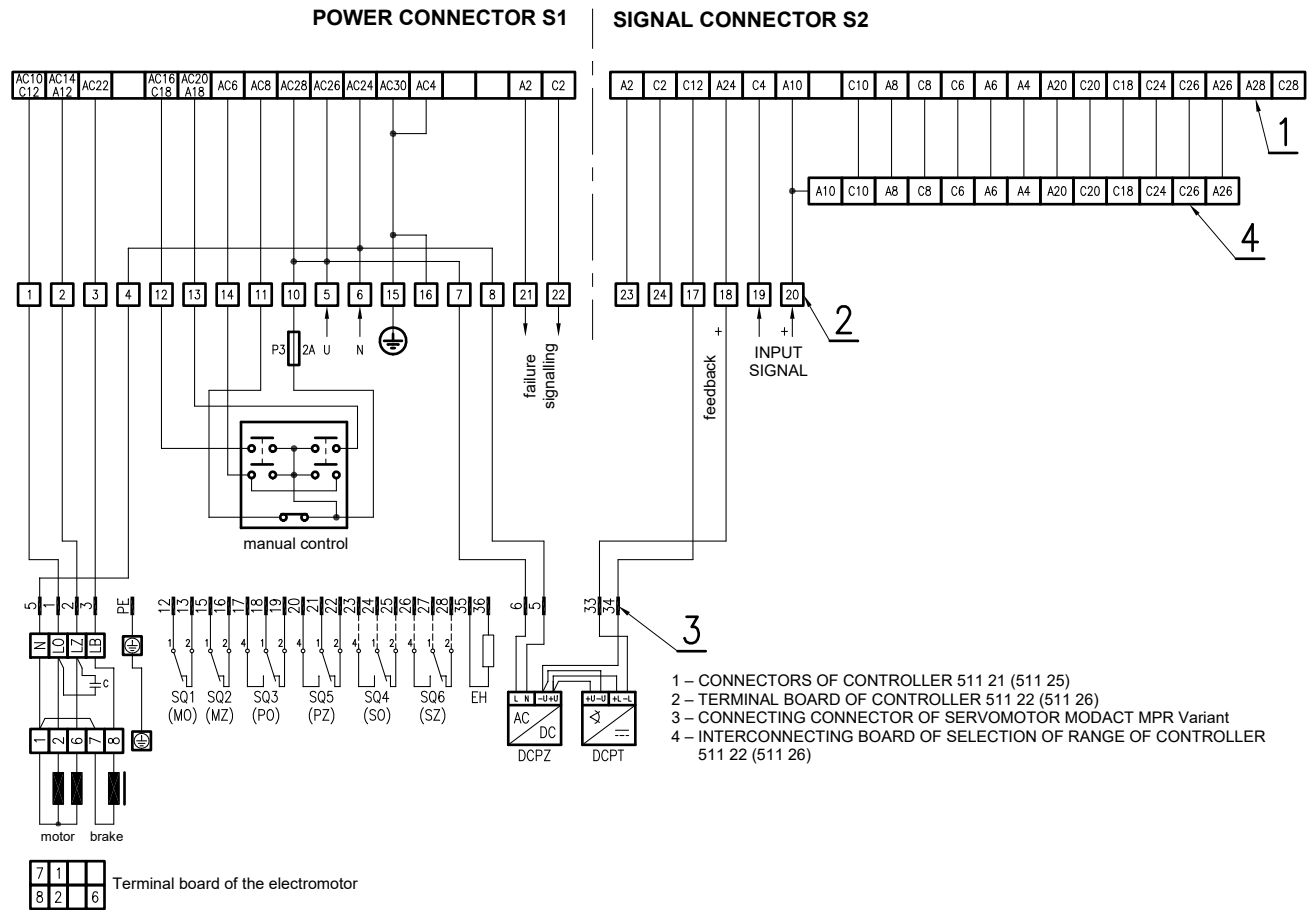 POWER CONNECTOR S1
SIGNAL CONNECTOR S2
AC10 C12 AC14 A12 AC22 AC16 C18 AC20 A18 AC6 AC8 AC28 AC26 AC24 AC30 AC4 A2 C2
A2 C2 C12 A24 C4 A10 C10 A8 C8 C6 A6 A4 A20 C20 C18 C24 C26 A26 A28 C28
1
A10 C10 A8 C8 C6 A6 A4 A20 C20 C18 C24 C26 A26
4
1 2 3 4 12 13 14 11 10 5 6 15 16 7 8 21 22
23 24 17 18 19 20
2
P3 2A U N
failure
signalling
feedback
+
+
INPUT
SIGNAL
manual control
5 1 2 3 PE 12 13 15 16 17 18 19 20 21 22 23 24 25 26 27 28 35 36 6 5 33 34
3
N LO LZ LB
C
1 2 1 2 4 1 2 4 1 2 4 1 2 4 1 2
SQ1 SQ2 SQ3 SQ5 SQ4 SQ6 EH
(MO) (MZ) (PO) (PZ) (SO) (SZ)
L N -U+U
AC
DC
DCPZ
+U-U +L-L
DCPT
1 2 6 7 8
motor brake
1 – CONNECTORS OF CONTROLLER 511 21 (511 25)
2 – TERMINAL BOARD OF CONTROLLER 511 22 (511 26)
3 – CONNECTING CONNECTOR OF SERVOMOTOR MODACT MPR Variant
4 – INTERCONNECTING BOARD OF SELECTION OF RANGE OF CONTROLLER
511 22 (511 26)
7 1
8 2 6
Terminal board of the electromotor